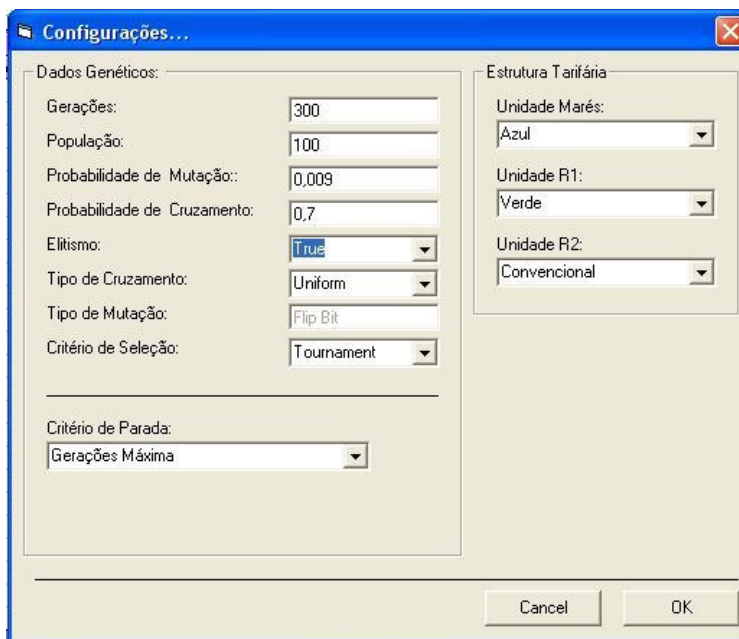 Configurações...
Dados Genéticos:
Gerações:
300
População:
100
Probabilidade de Mutação::
0,009
Probabilidade de Cruzamento:
0,7
Elitismo:
True
Tipo de Cruzamento:
Uniform
Tipo de Mutação:
Flip Bit
Critério de Seleção:
Tournament
Critério de Parada:
Gerações Máxima
Estrutura Tarifária
Unidade Marés:
Azul
Unidade R1:
Verde
Unidade R2:
Convencional
Cancel
OK